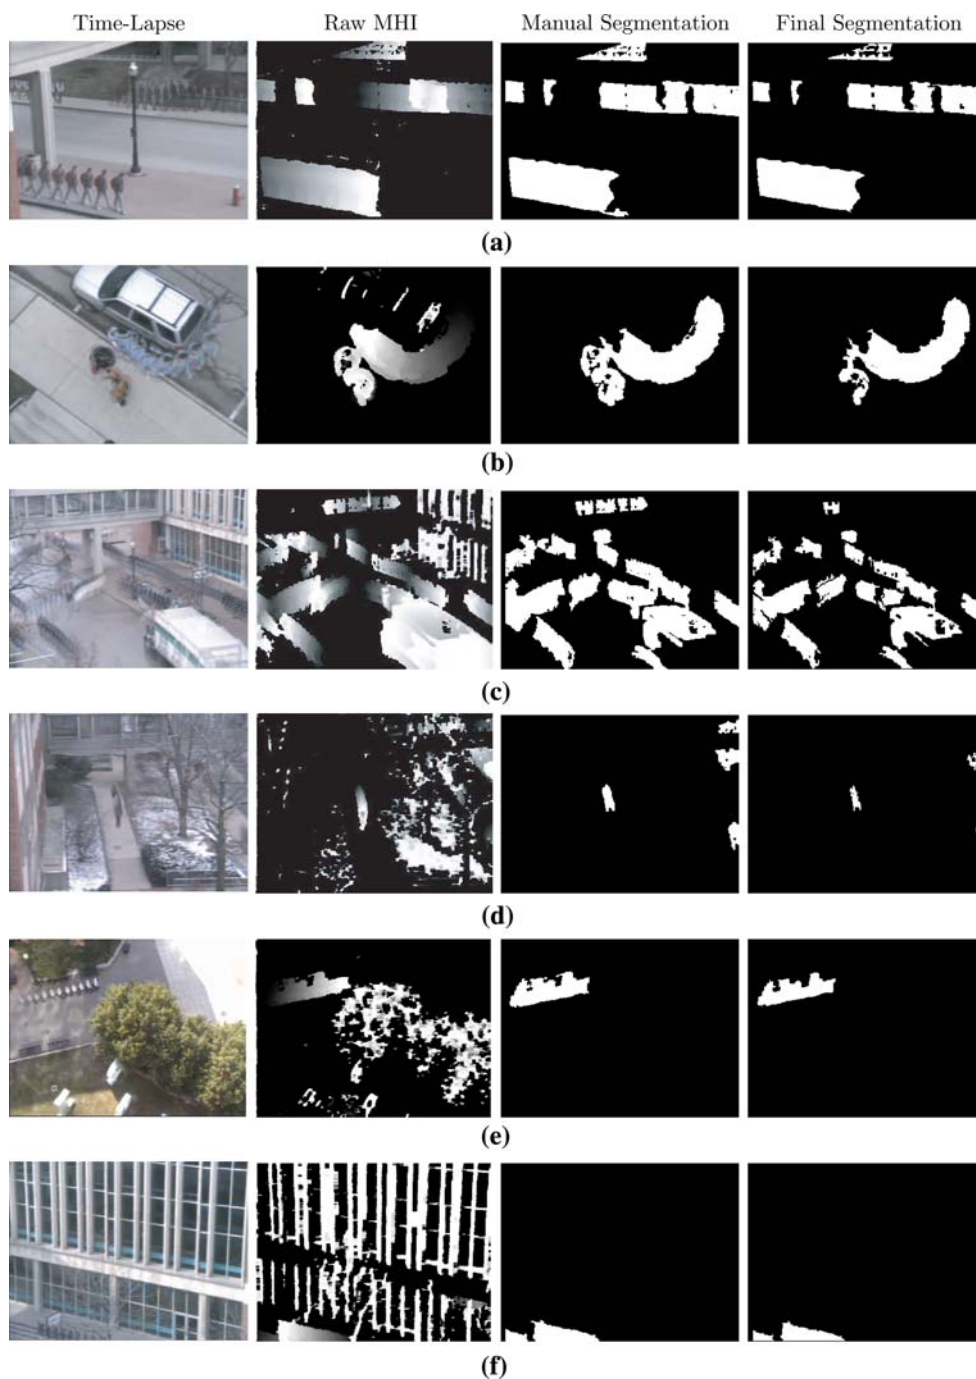 Time-Lapse Raw MHI Manual Segmentation Final Segmentation
(a)
(b)
(c)
(d)
(e)
(f)